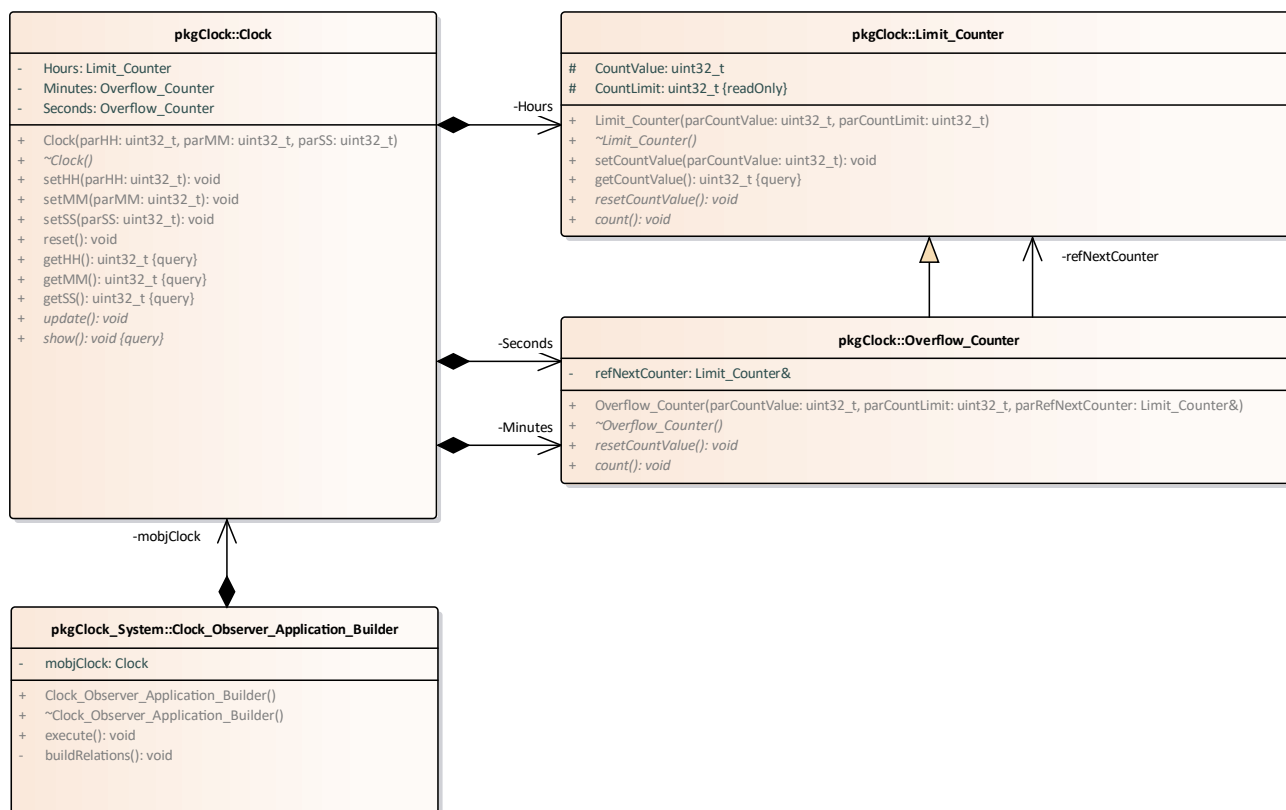 pkgClock::Clock
- Hours: Limit_Counter
- Minutes: Overflow_Counter
- Seconds: Overflow_Counter
+ Clock(parHH: uint32_t, parMM: uint32_t, parSS: uint32_t)
+ ~Clock()
+ setHH(parHH: uint32_t): void
+ setMM(parMM: uint32_t): void
+ setSS(parSS: uint32_t): void
+ reset(): void
+ getHH(): uint32_t {query}
+ getMM(): uint32_t {query}
+ getSS(): uint32_t {query}
+ update(): void
+ show(): void {query}
-Hours
pkgClock::Limit_Counter
# CountValue: uint32_t
# CountLimit: uint32_t {readOnly}
+ Limit_Counter(parCountValue: uint32_t, parCountLimit: uint32_t)
+ ~Limit_Counter()
+ setCountValue(parCountValue: uint32_t): void
+ getCountValue(): uint32_t {query}
+ resetCountValue(): void
+ count(): void
-refNextCounter
-Seconds
-Minutes
pkgClock::Overflow_Counter
- refNextCounter: Limit_Counter&
+ Overflow_Counter(parCountValue: uint32_t, parCountLimit: uint32_t, parRefNextCounter: Limit_Counter&)
+ ~Overflow_Counter()
+ resetCountValue(): void
+ count(): void
-mobjClock
pkgClock_System::Clock_Observer_Application_Builder
- mobjClock: Clock
+ Clock_Observer_Application_Builder()
+ ~Clock_Observer_Application_Builder()
+ execute(): void
- buildRelations(): void